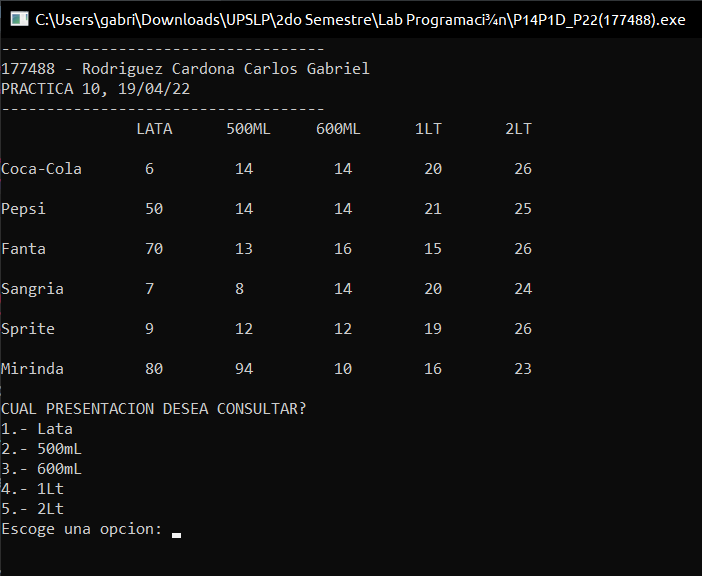 C:\Users\gabri\Downloads\UPSLP\2do Semestre\Lab Programaci¾n\P14P1D_P22(177488).exe
------------------------------------
177488 - Rodriguez Cardona Carlos Gabriel
PRACTICA 10, 19/04/22
------------------------------------
LATA 500ML 600ML 1LT 2LT
Coca-Cola 6 14 14 20 26
Pepsi 50 14 14 21 25
Fanta 70 13 16 15 26
Sangria 7 8 14 20 24
Sprite 9 12 12 19 26
Mirinda 80 94 10 16 23
CUAL PRESENTACION DESEA CONSULTAR?
1.- Lata
2.- 500mL
3.- 600mL
4.- 1Lt
5.- 2Lt
Escoge una opcion: _